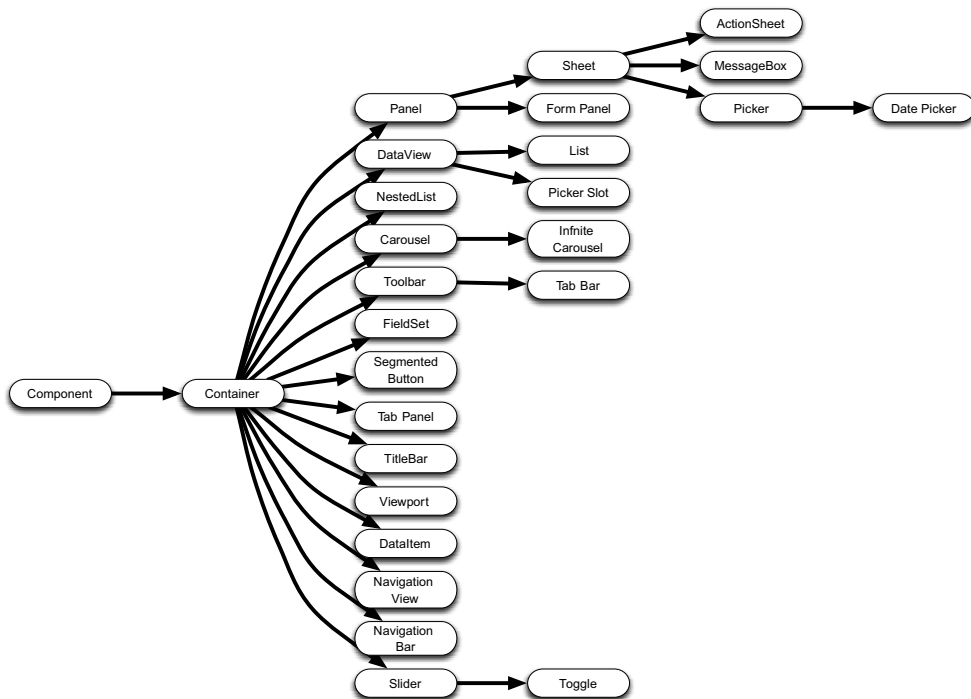 ActionSheet
Sheet
MessageBox
Panel
Form Panel
Picker
Date Picker
DataView
List
NestedList
Picker Slot
Carousel
Infnite
Carousel
Toolbar
Tab Bar
FieldSet
Segmented
Button
Component
Container
Tab Panel
TitleBar
Viewport
DataItem
Navigation
View
Navigation
Bar
Slider
Toggle